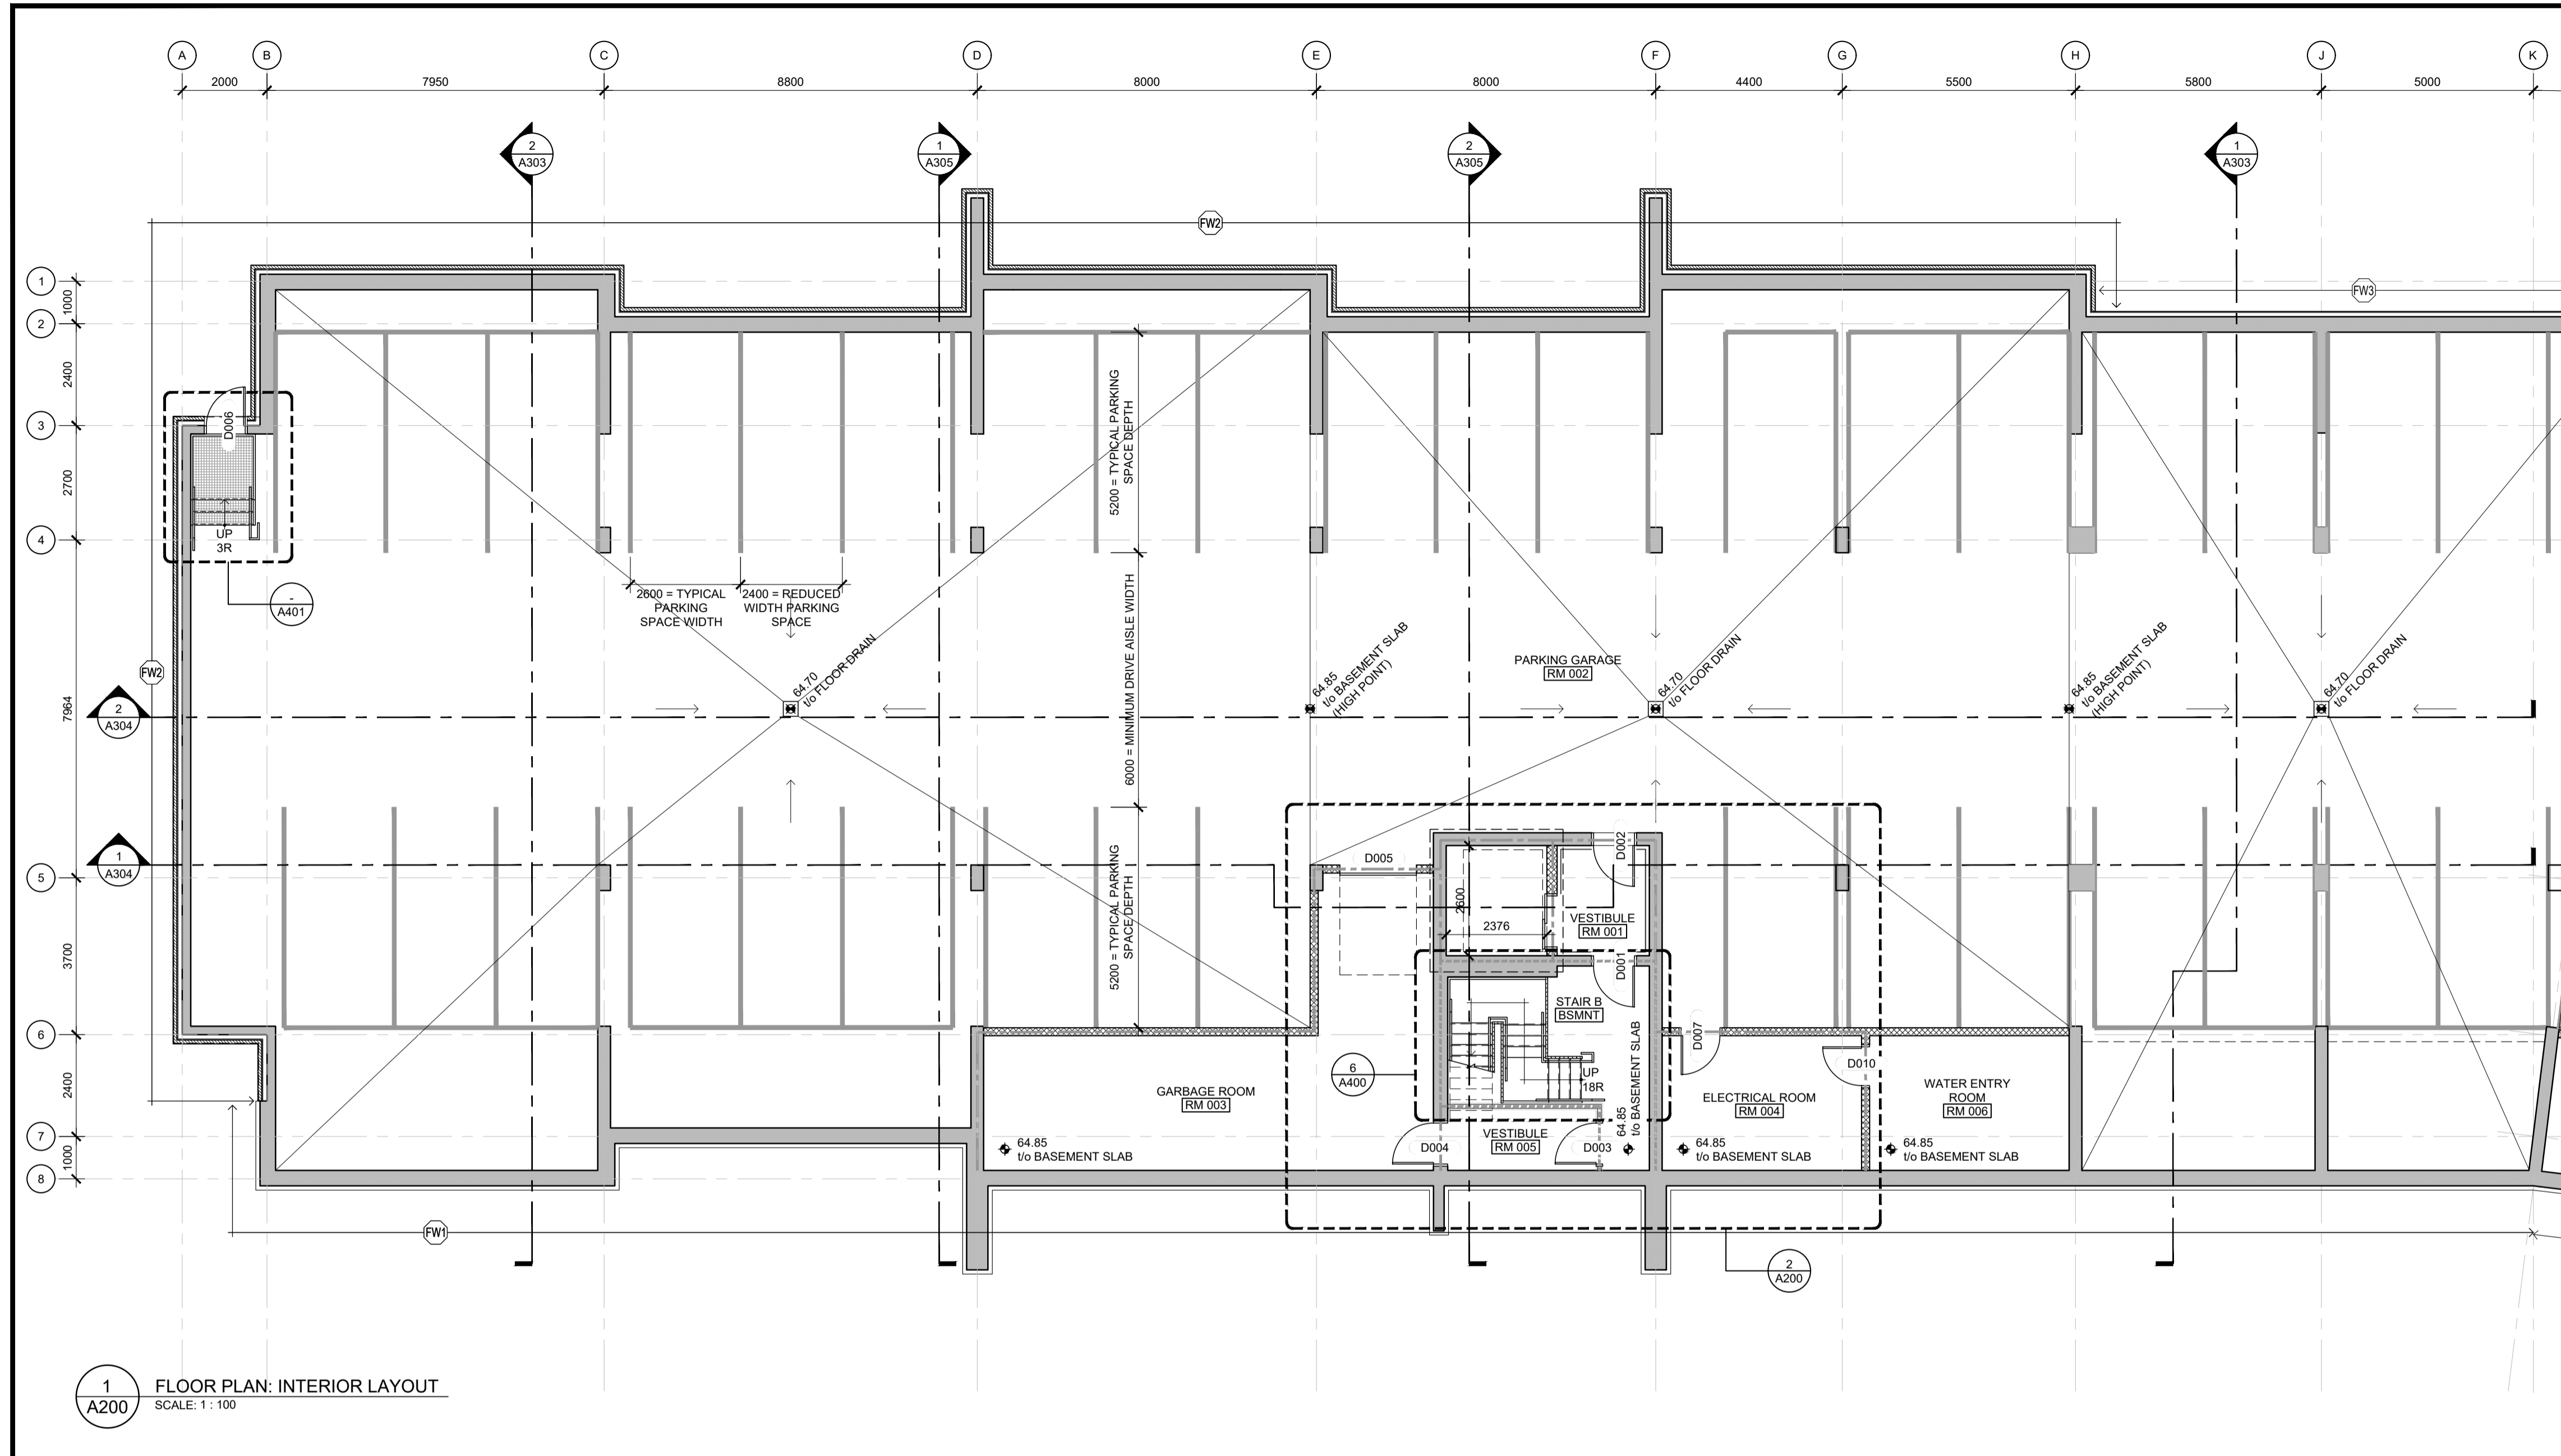 A B C D E F G H J K
2000 7950 8800 8000 8000 4400 5500 5800 5000
2
A303
1
A305
2
A305
1
A303
FW2
1
FW3
1000
2
2400
3
D006
2700
4
UP
3R
-
A401
5200 = TYPICAL PARKING
SPACE DEPTH
2600 = TYPICAL
PARKING
SPACE WIDTH
2400 = REDUCED
WIDTH PARKING
SPACE
6000 = MINIMUM DRIVE AISLE WIDTH
64.70
t/o FLOOR DRAIN
64.85
t/o BASEMENT SLAB
(HIGH POINT)
PARKING GARAGE
RM 002
64.70
t/o FLOOR DRAIN
64.85
t/o BASEMENT SLAB
(HIGH POINT)
64.70
t/o FLOOR DRAIN
FW2
7964
2
A304
1
A304
5
5200 = TYPICAL PARKING
SPACE DEPTH
D005
D002
2600
2376
VESTIBULE
RM 001
D001
3700
STAIR B
BSMNT
6
D007
D010
6
A400
UP
18R
64.85
t/o BASEMENT SLAB
2400
GARBAGE ROOM
RM 003
ELECTRICAL ROOM
RM 004
WATER ENTRY
ROOM
RM 006
7
64.85
t/o BASEMENT SLAB
D004
VESTIBULE
RM 005
D003
64.85
t/o BASEMENT SLAB
64.85
t/o BASEMENT SLAB
1000
8
FW1
2
A200
1
A200
FLOOR PLAN: INTERIOR LAYOUT
SCALE: 1 : 100